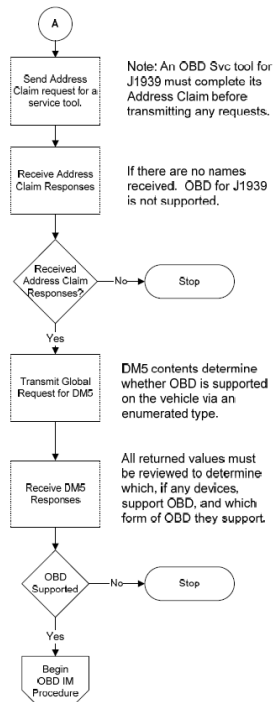 A
Send Address
Claim request for a
service tool.
Note: An OBD Svc tool for
J1939 must complete its
Address Claim before
transmitting any requests.
Receive Address
Claim Responses
If there are no names
received. OBD for J1939
is not supported.
Received
Address Claim
Responses?
No
Stop
Yes
Transmit Global
Request for DM5
DM5 contents determine
whether OBD is supported
on the vehicle via an
enumerated type.
Receive DM5
Responses.
All returned values must
be reviewed to determine
which, if any devices,
support OBD, and which
form of OBD they support.
OBD
Supported
No
Stop
Yes
Begin
OBD IM
Procedure